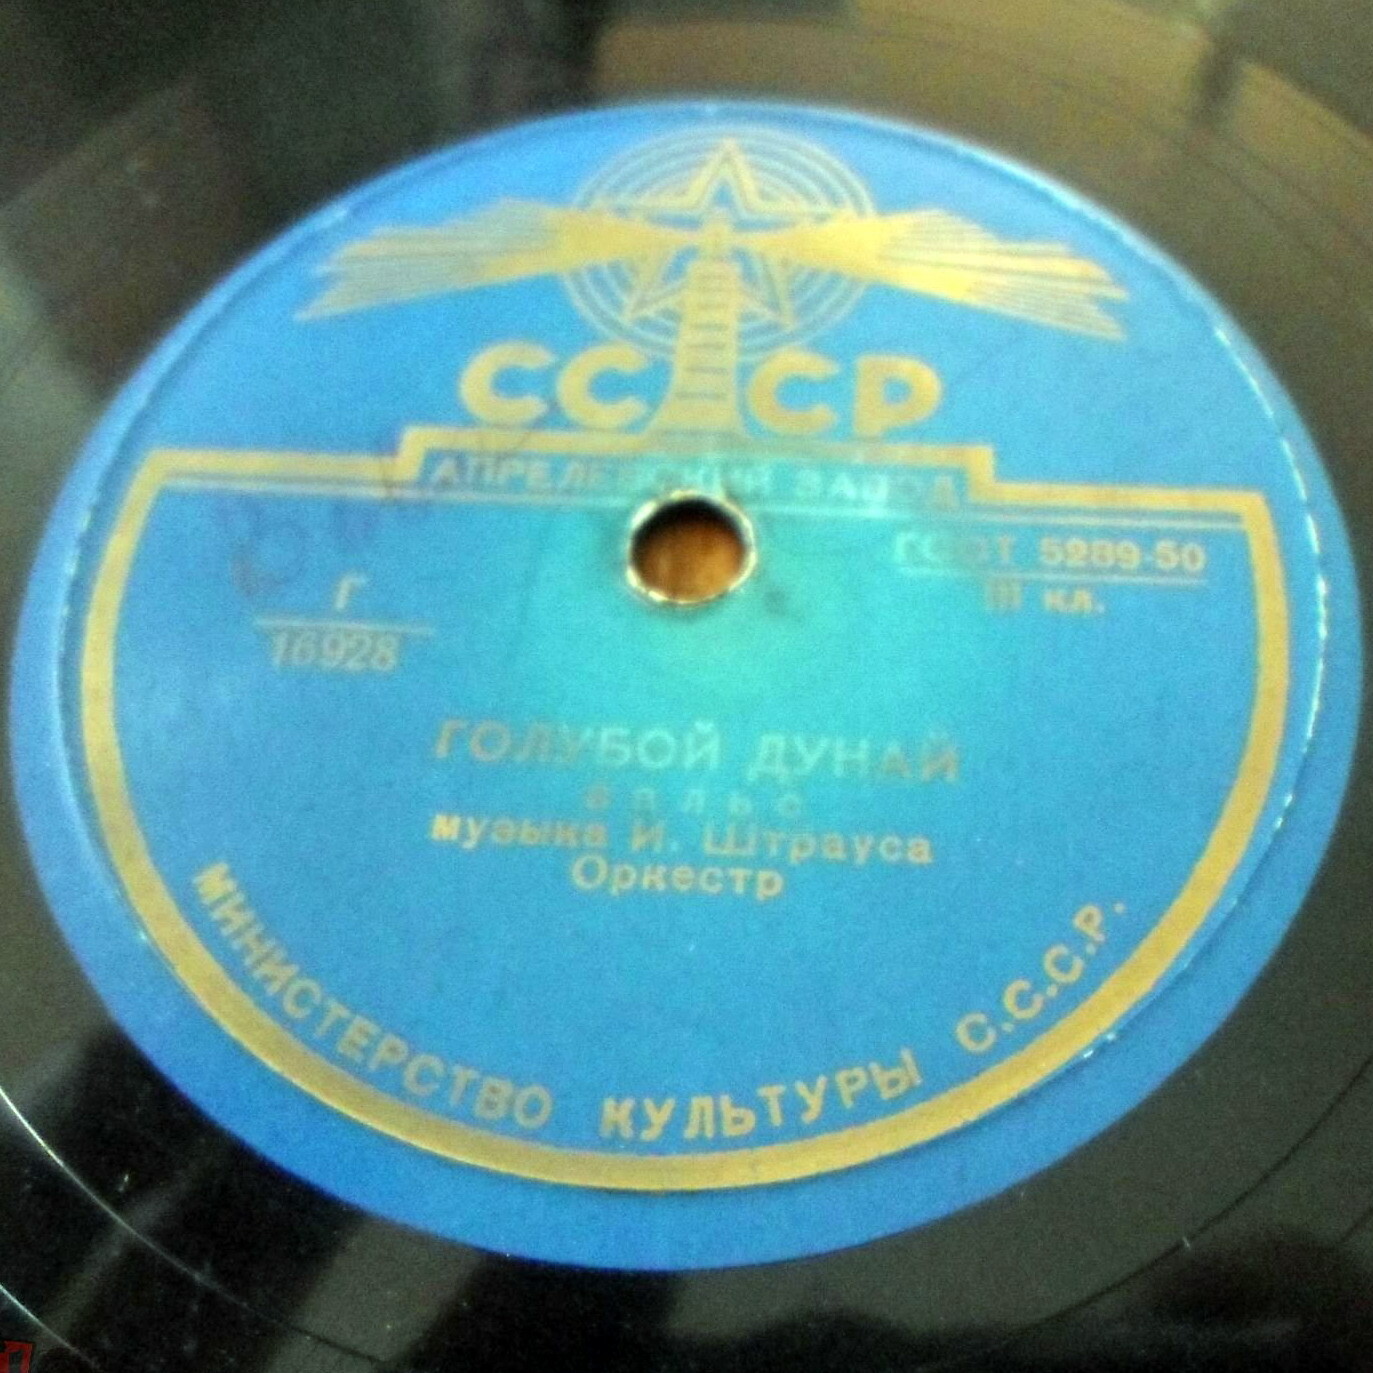 СССР
АПРЕЛЕВСКИЙ ЗАВОД
ГОСТ 5289-50
III кл.
Г
16928
ГОЛУБОЙ ДУНАЙ
вальс
музыка И. Штрауса
Оркестр
МИНИСТЕРСТВО КУЛЬТУРЫ С.С.С.Р.